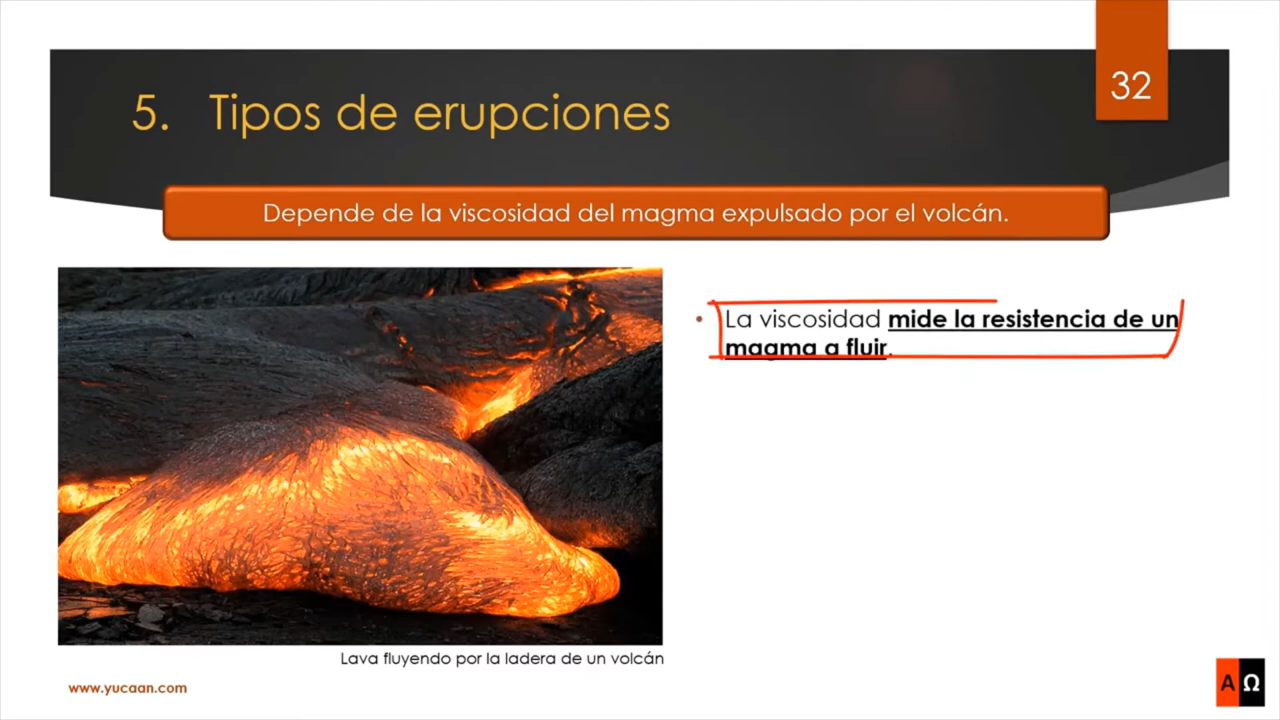 32
5. Tipos de erupciones
Depende de la viscosidad del magma expulsado por el volcán.
• La viscosidad mide la resistencia de un
magma a fluir.
Lava fluyendo por la ladera de un volcán
www.yucaan.com
A Ω